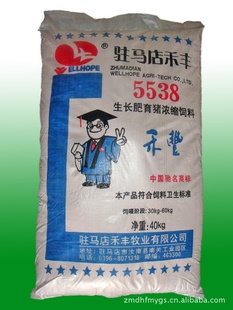 WELLHOPE
®
驻马店禾丰
ZHUMADIAN
WELLHOPE AGRI-TECH CO.,LTD.
5538
生长肥育猪浓缩饲料
禾豐
中国驰名商标
本产品符合饲料卫生标准
饲喂阶段:30kg-60kg
净重:40kg
驻马店禾丰牧业有限公司
zmdhfmygs.1688.com